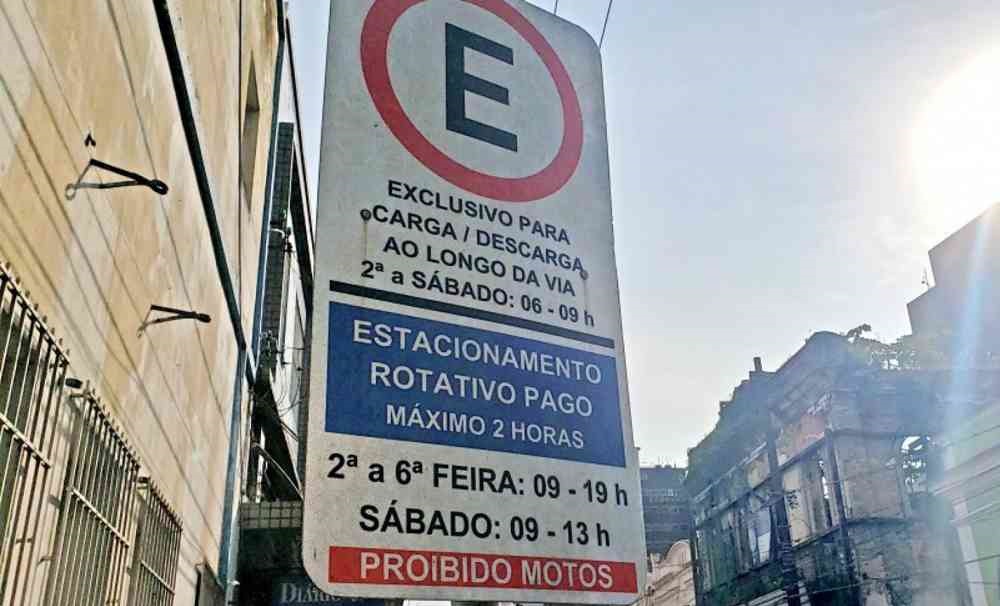 E
EXCLUSIVO PARA
CARGA / DESCARGA
AO LONGO DA VIA
2ª a SÁBADO: 06 - 09 h
ESTACIONAMENTO
ROTATIVO PAGO
MÁXIMO 2 HORAS
2ª a 6ª FEIRA: 09 - 19 h
SÁBADO: 09 - 13 h
PROIBIDO MOTOS